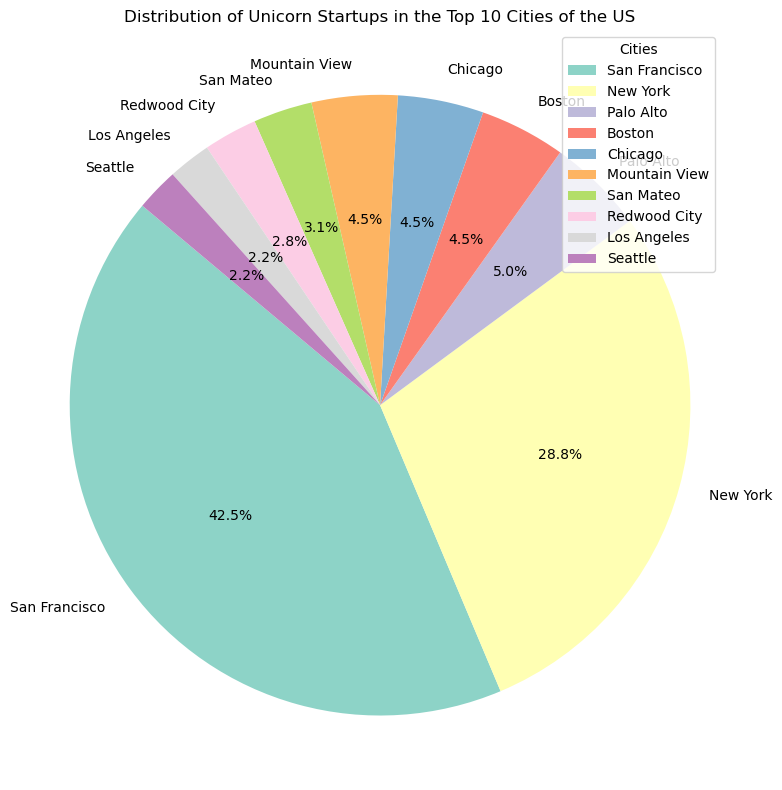 Distribution of Unicorn Startups in the Top 10 Cities of the US
Cities
San Francisco
New York
Palo Alto
Boston
Chicago
Mountain View
San Mateo
Redwood City
Los Angeles
Seattle
Mountain View
Chicago
San Mateo
Boston
Redwood City
Los Angeles
Palo Alto
Seattle
4.5%
4.5%
3.1%
4.5%
2.8%
2.2%
5.0%
2.2%
28.8%
New York
42.5%
San Francisco